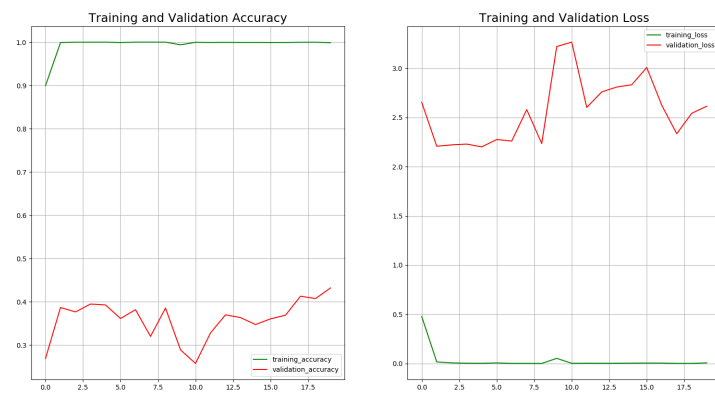 Training and Validation Accuracy
1.0
0.9
0.8
0.7
0.6
0.5
0.4
0.3
0.0 2.5 5.0 7.5 10.0 12.5 15.0 17.5
training_accuracy
validation_accuracy
Training and Validation Loss
training_loss
validation_loss
3.0
2.5
2.0
1.5
1.0
0.5
0.0
0.0 2.5 5.0 7.5 10.0 12.5 15.0 17.5